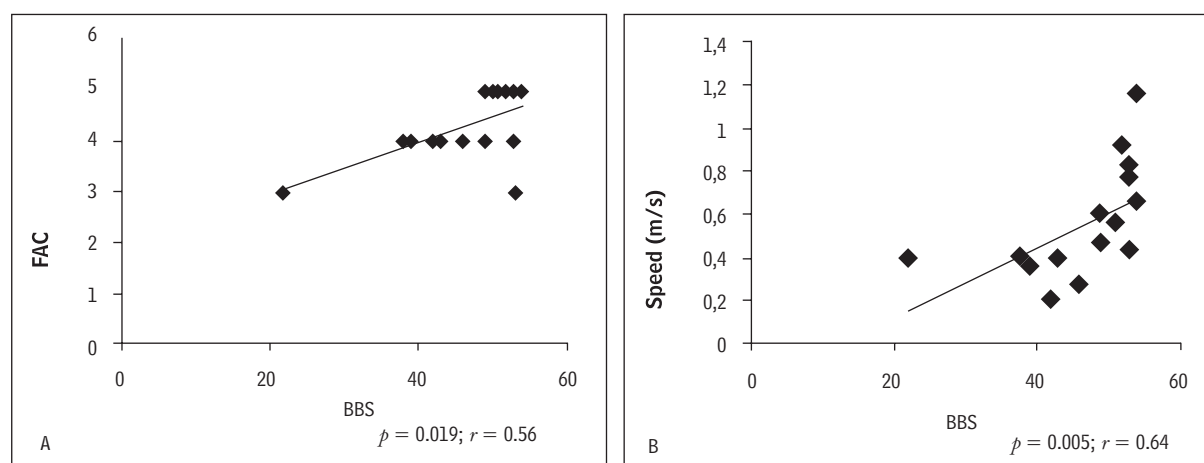 6
5
4
3
2
1
0
FAC
0 20 40 60
BBS
p = 0.019; r = 0.56
A
1,4
1,2
1
0,8
0,6
0,4
0,2
0
Speed (m/s)
0 20 40 60
BBS
p = 0.005; r = 0.64
B